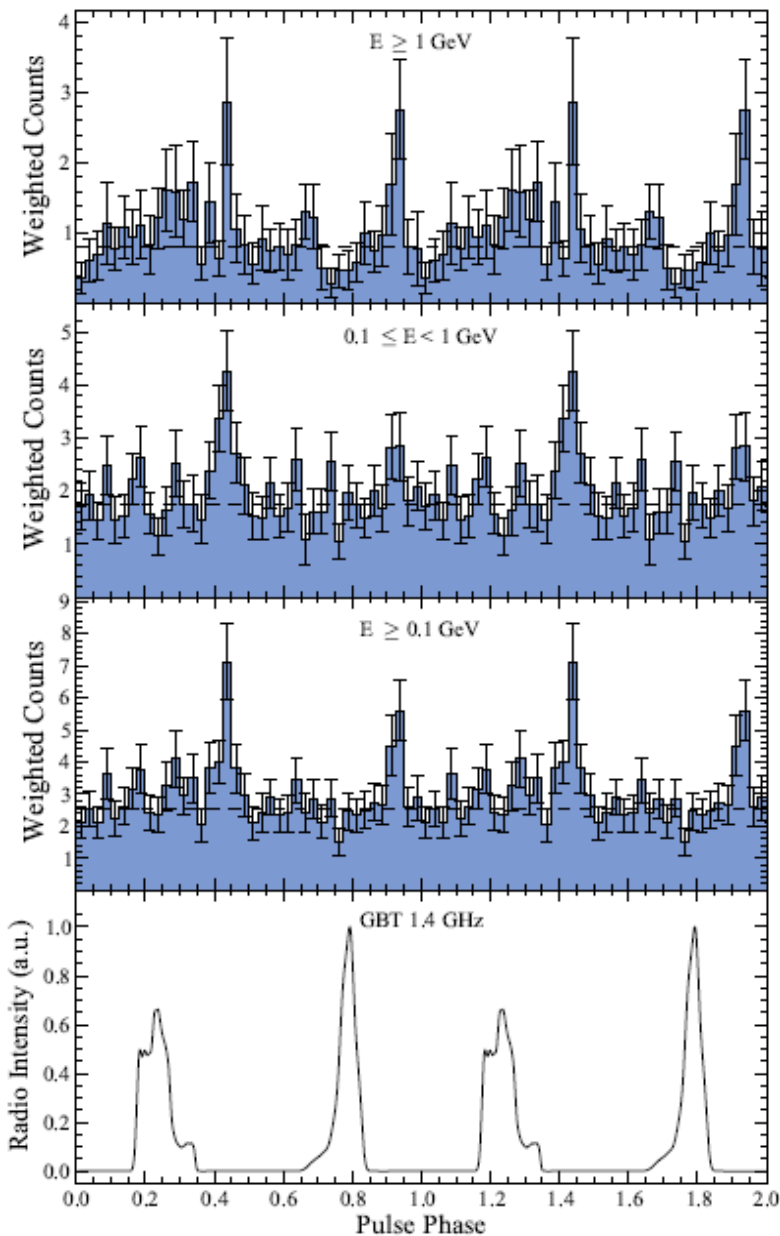 4
E ≥ 1 GeV
3
2
1
Weighted Counts
5
0.1 ≤ E < 1 GeV
4
3
2
1
Weighted Counts
9
E ≥ 0.1 GeV
8
7
6
5
4
3
2
1
Weighted Counts
GBT 1.4 GHz
1.0
0.8
0.6
0.4
0.2
0.0
Radio Intensity (a.u.)
0.0 0.2 0.4 0.6 0.8 1.0 1.2 1.4 1.6 1.8 2.0
Pulse Phase